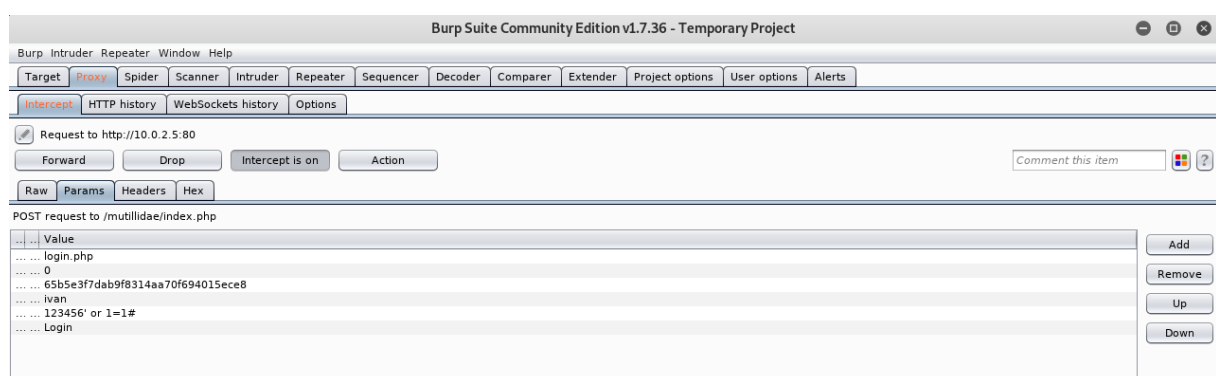 Burp Suite Community Edition v1.7.36 - Temporary Project
Burp Intruder Repeater Window Help
Target Proxy Spider Scanner Intruder Repeater Sequencer Decoder Comparer Extender Project options User options Alerts
Intercept HTTP history WebSockets history Options
Request to http://10.0.2.5:80
Forward Drop Intercept is on Action Comment this item ?
Raw Params Headers Hex
POST request to /mutillidae/index.php
... ... Value
... ... login.php
... ... 0
... ... 65b5e3f7dab9f8314aa70f694015ece8
... ... ivan
... ... 123456' or 1=1#
... ... Login
Add
Remove
Up
Down